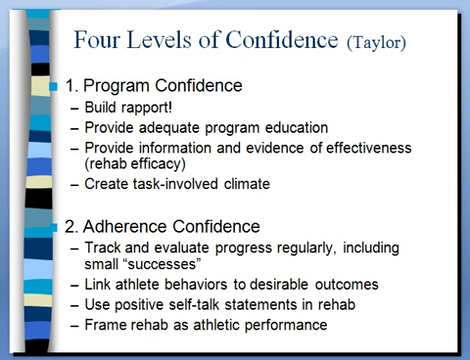 Four Levels of Confidence (Taylor)
1. Program Confidence
– Build rapport!
– Provide adequate program education
– Provide information and evidence of effectiveness
(rehab efficacy)
– Create task-involved climate
2. Adherence Confidence
– Track and evaluate progress regularly, including
small “successes”
– Link athlete behaviors to desirable outcomes
– Use positive self-talk statements in rehab
– Frame rehab as athletic performance